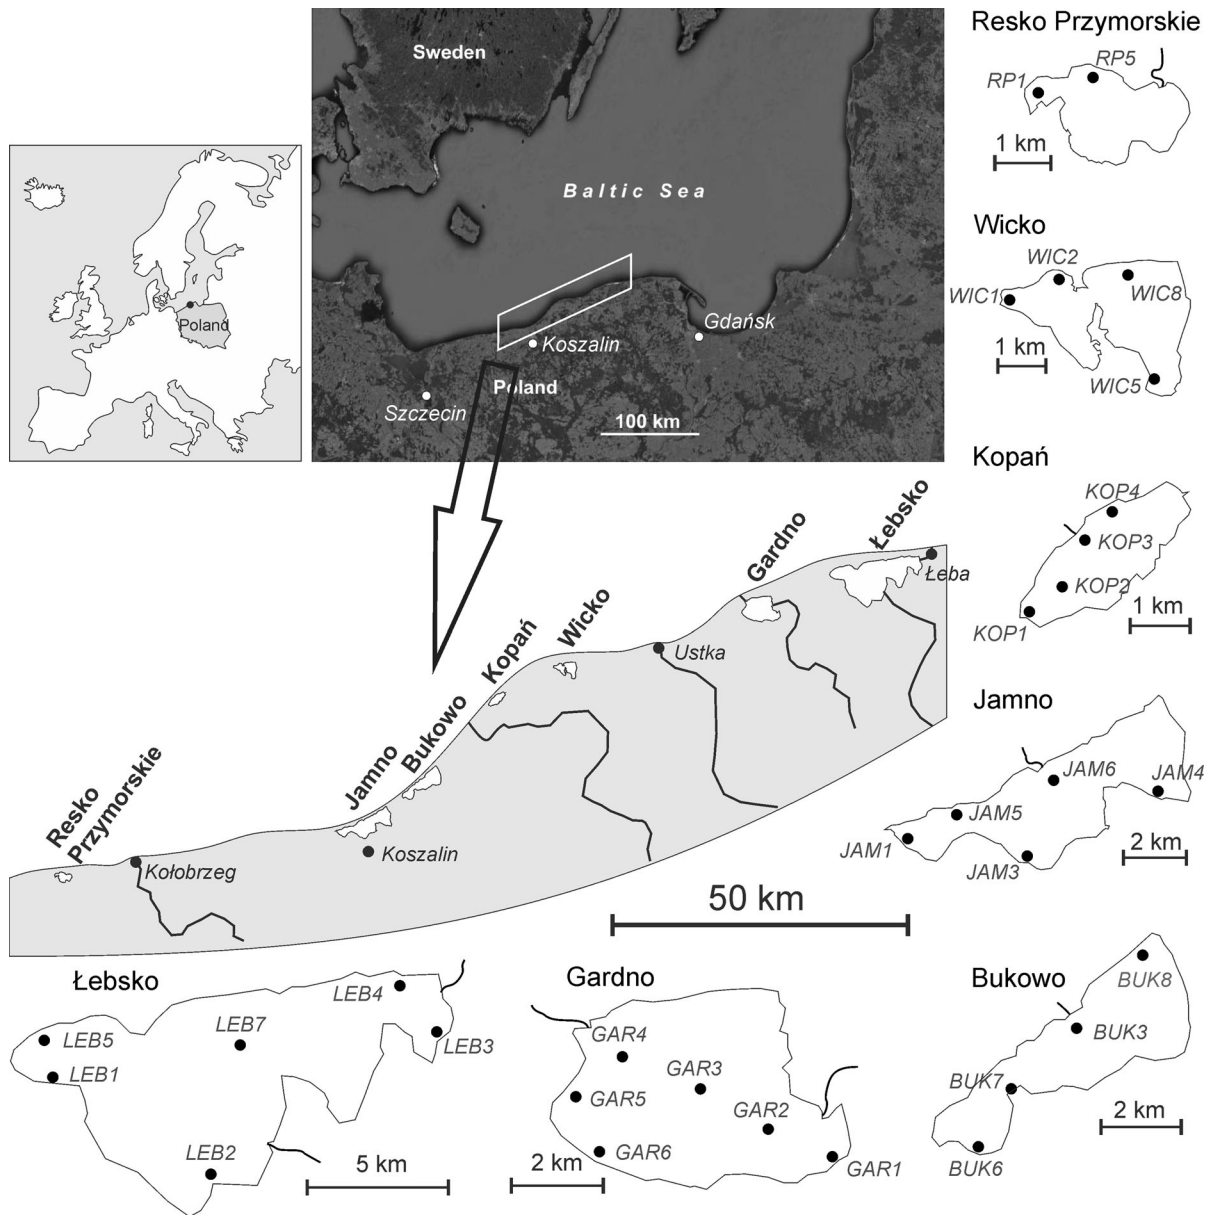 Poland
Sweden
Baltic Sea
Gdańsk
Koszalin
Poland
Szczecin
100 km
Resko Przymorskie
RP5
RP1
1 km
Wicko
WIC2
WIC1
WIC8
1 km
WIC5
Kopań
KOP4
KOP3
KOP2
KOP1
1 km
Jamno
JAM6
JAM4
JAM5
JAM1
JAM3
2 km
Resko
Przymorskie
Jamno
Bukowo
Kopań
Wicko
Gardno
Łebsko
Łeba
Ustka
Koszalin
Kołobrzeg
50 km
Łebsko
LEB4
LEB5
LEB7
LEB3
LEB1
LEB2
5 km
Gardno
GAR4
GAR3
GAR5
GAR2
GAR6
GAR1
2 km
Bukowo
BUK8
BUK3
BUK7
2 km
BUK6